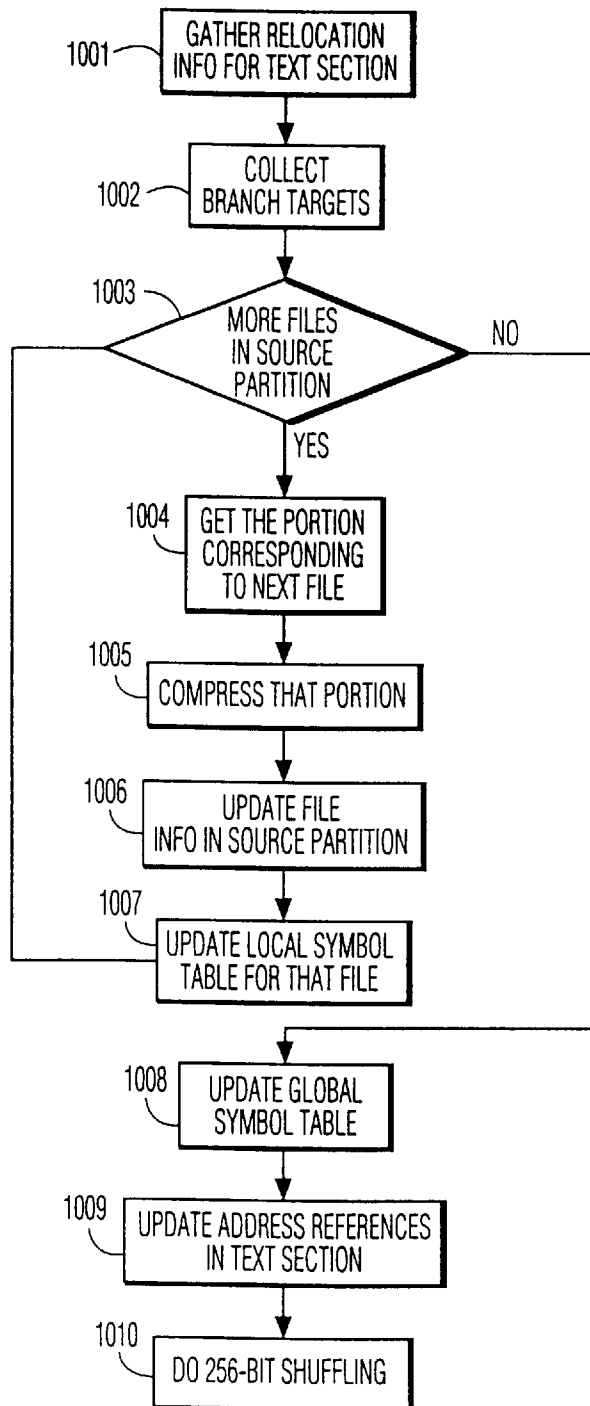 1001
GATHER RELOCATION
INFO FOR TEXT SECTION
1002
COLLECT
BRANCH TARGETS
1003
MORE FILES
IN SOURCE
PARTITION
NO
YES
1004
GET THE PORTION
CORRESPONDING
TO NEXT FILE
1005
COMPRESS THAT PORTION
1006
UPDATE FILE
INFO IN SOURCE PARTITION
1007
UPDATE LOCAL SYMBOL
TABLE FOR THAT FILE
1008
UPDATE GLOBAL
SYMBOL TABLE
1009
UPDATE ADDRESS REFERENCES
IN TEXT SECTION
1010
DO 256-BIT SHUFFLING